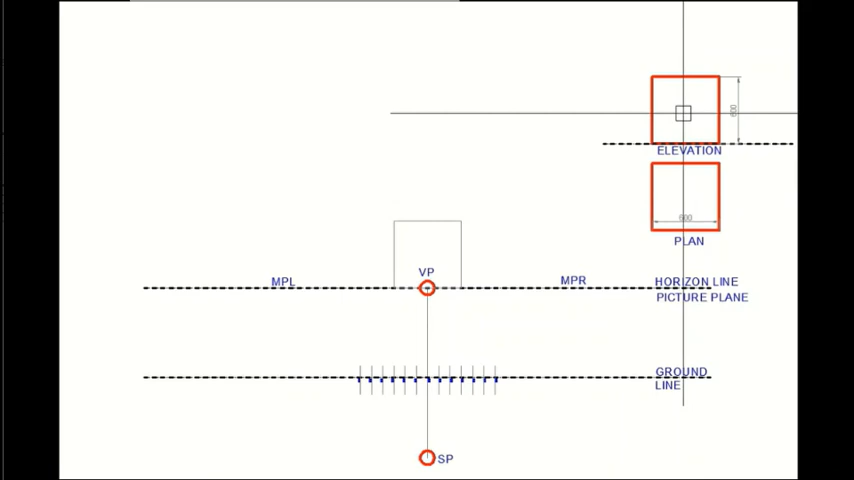 600
ELEVATION
600
PLAN
VP
MPL
MPR
HORIZON LINE
PICTURE PLANE
GROUND
LINE
SP